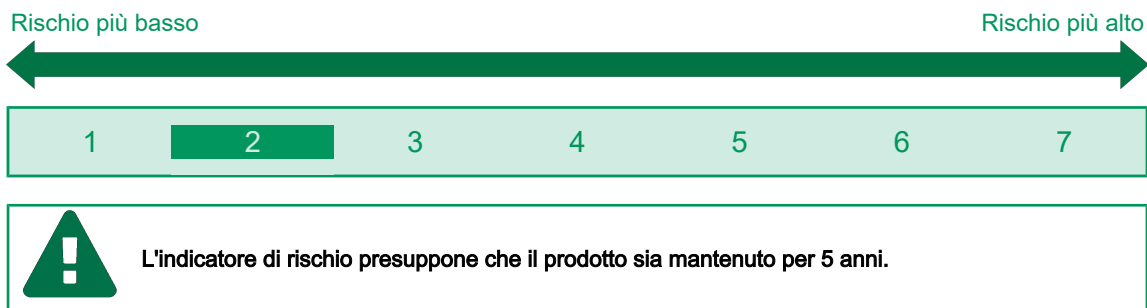 Rischio più basso Rischio più alto
1 2 3 4 5 6 7
L'indicatore di rischio presuppone che il prodotto sia mantenuto per 5 anni.